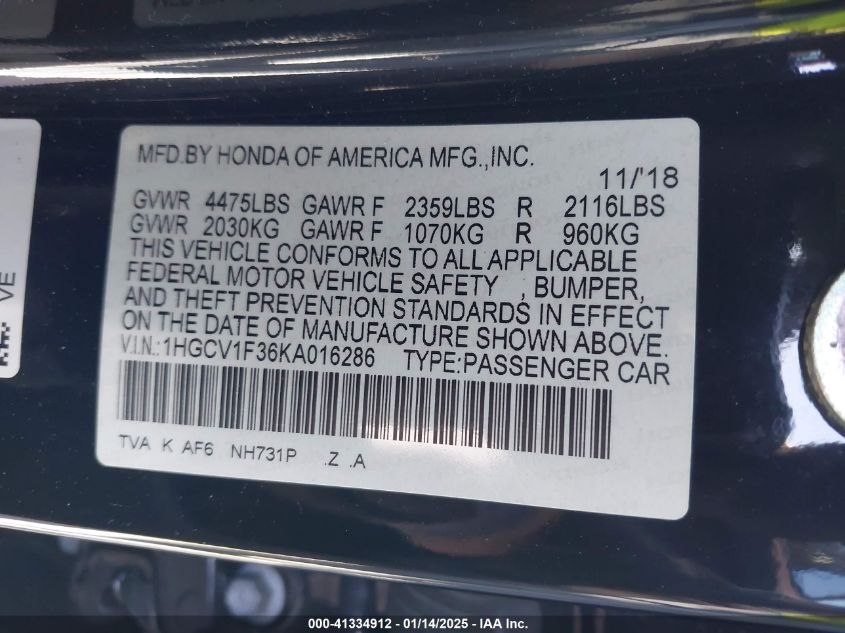 MFD.BY HONDA OF AMERICA MFG.,INC.
11/'18
GVWR 4475LBS GAWR F 2359LBS R 2116LBS
GVWR 2030KG GAWR F 1070KG R 960KG
THIS VEHICLE CONFORMS TO ALL APPLICABLE
FEDERAL MOTOR VEHICLE SAFETY , BUMPER,
AND THEFT PREVENTION STANDARDS IN EFFECT
ON THE DATE OF MANUFACTURE SHOWN ABOVE.
V.I.N.:1HGCV1F36KA016286 TYPE:PASSENGER CAR
TVA K AF6 NH731P .Z .A
VE
000-41334912 - 01/14/2025 - IAA Inc.